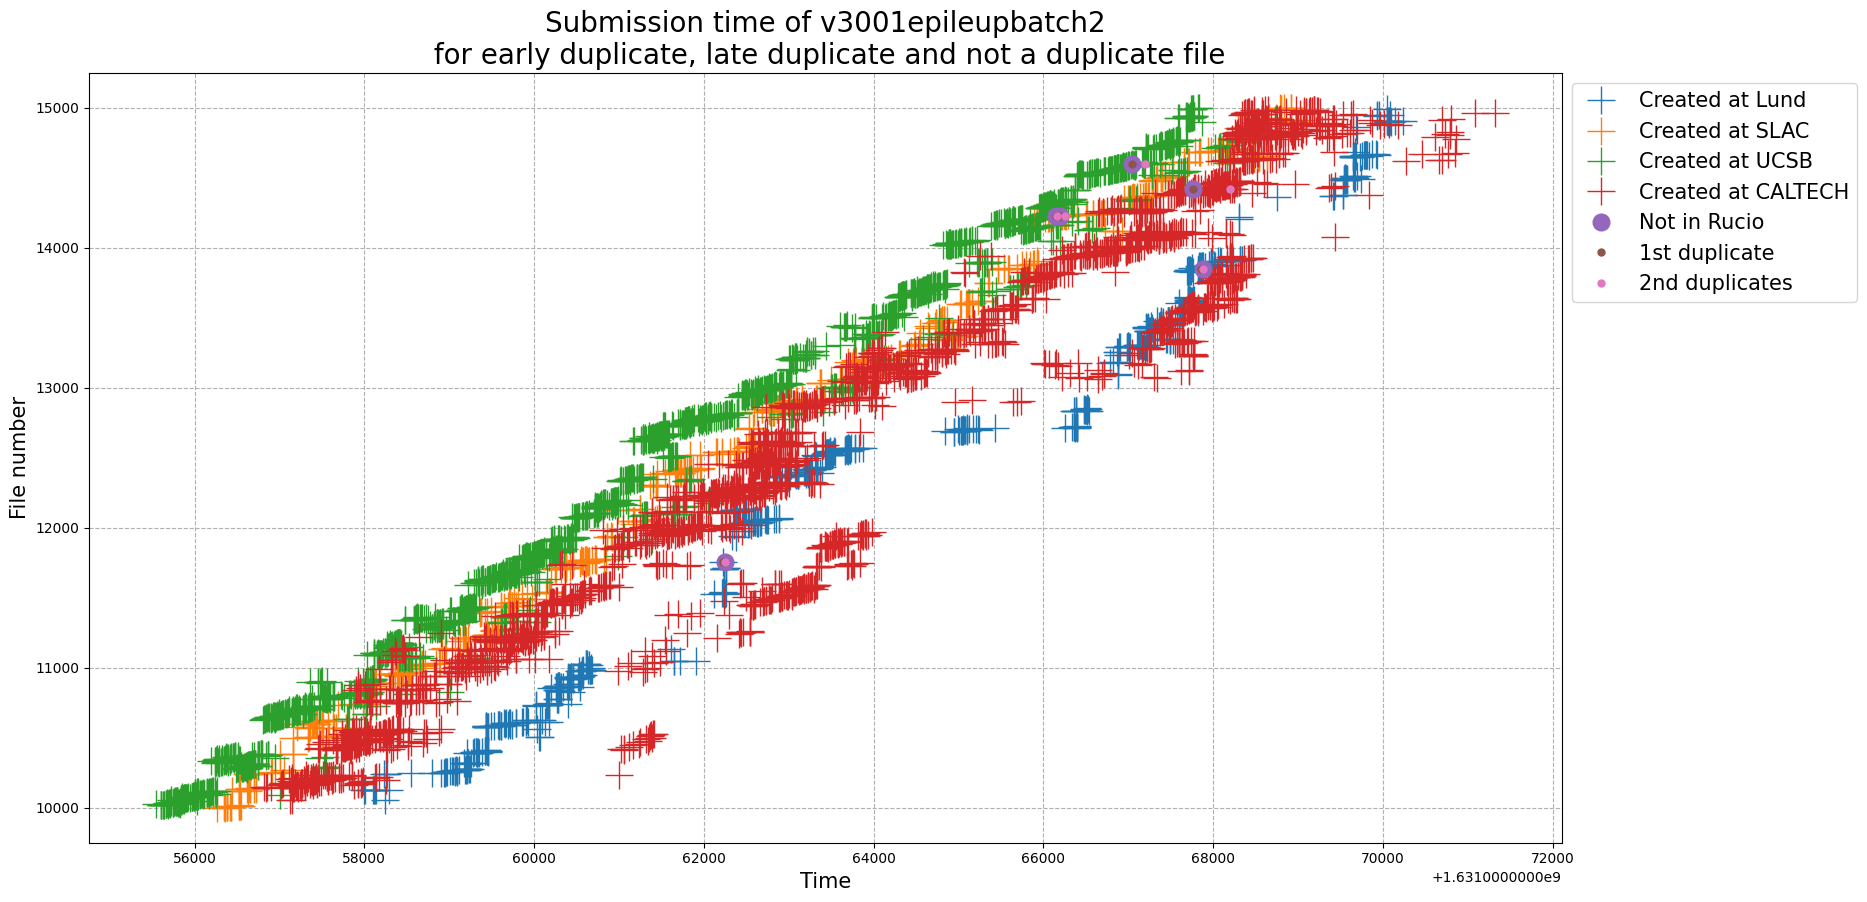 Submission time of v3001epileupbatch2
for early duplicate, late duplicate and not a duplicate file
File number
15000
14000
13000
12000
11000
10000
56000 58000 60000 62000 64000 66000 68000 70000 72000
Time
+1.6310000000e9
Created at Lund
Created at SLAC
Created at UCSB
Created at CALTECH
Not in Rucio
1st duplicate
2nd duplicates